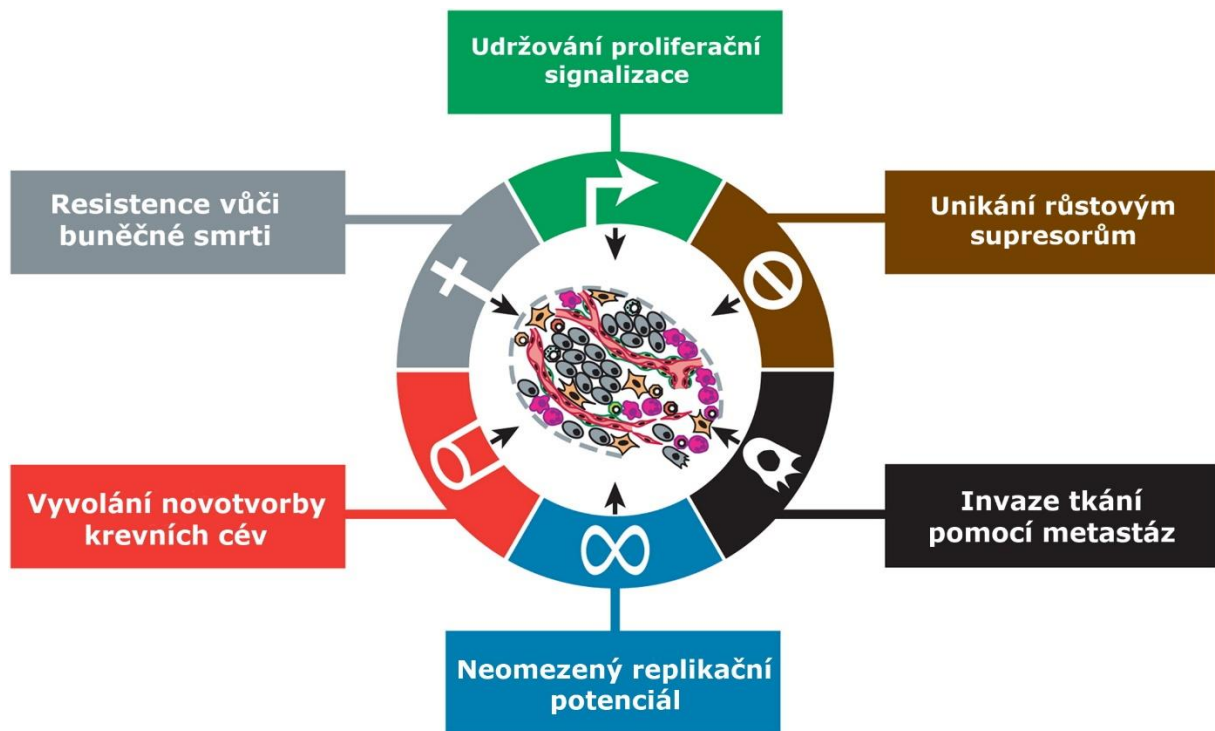 Udržování proliferační
signalizace
Resistence vůči
buněčné smrti
Unikání růstovým
supresorům
Vyvolání novotvorby
krevních cév
Invaze tkání
pomocí metastáz
Neomezený replikační
potenciál